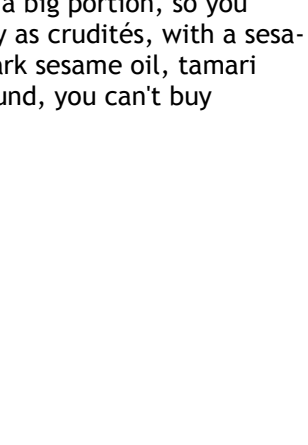 a big portion, so you
y as crudités, with a sesa-
ark sesame oil, tamari
und, you can't buy